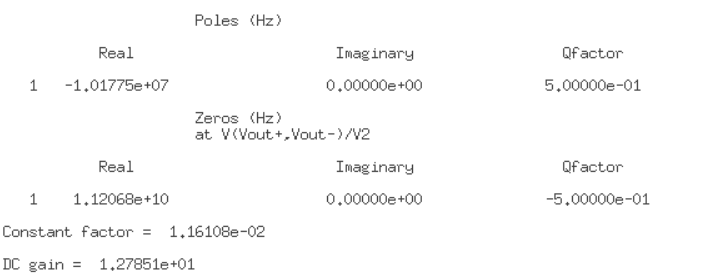 Poles (Hz)
Real Imaginary Qfactor
1 -1.01775e+07 0.00000e+00 5.00000e-01
Zeros (Hz)
at V(Vout+,Vout-)/V2
Real Imaginary Qfactor
1 1.12068e+10 0.00000e+00 -5.00000e-01
Constant factor = 1.16108e-02
DC gain = 1.27851e+01